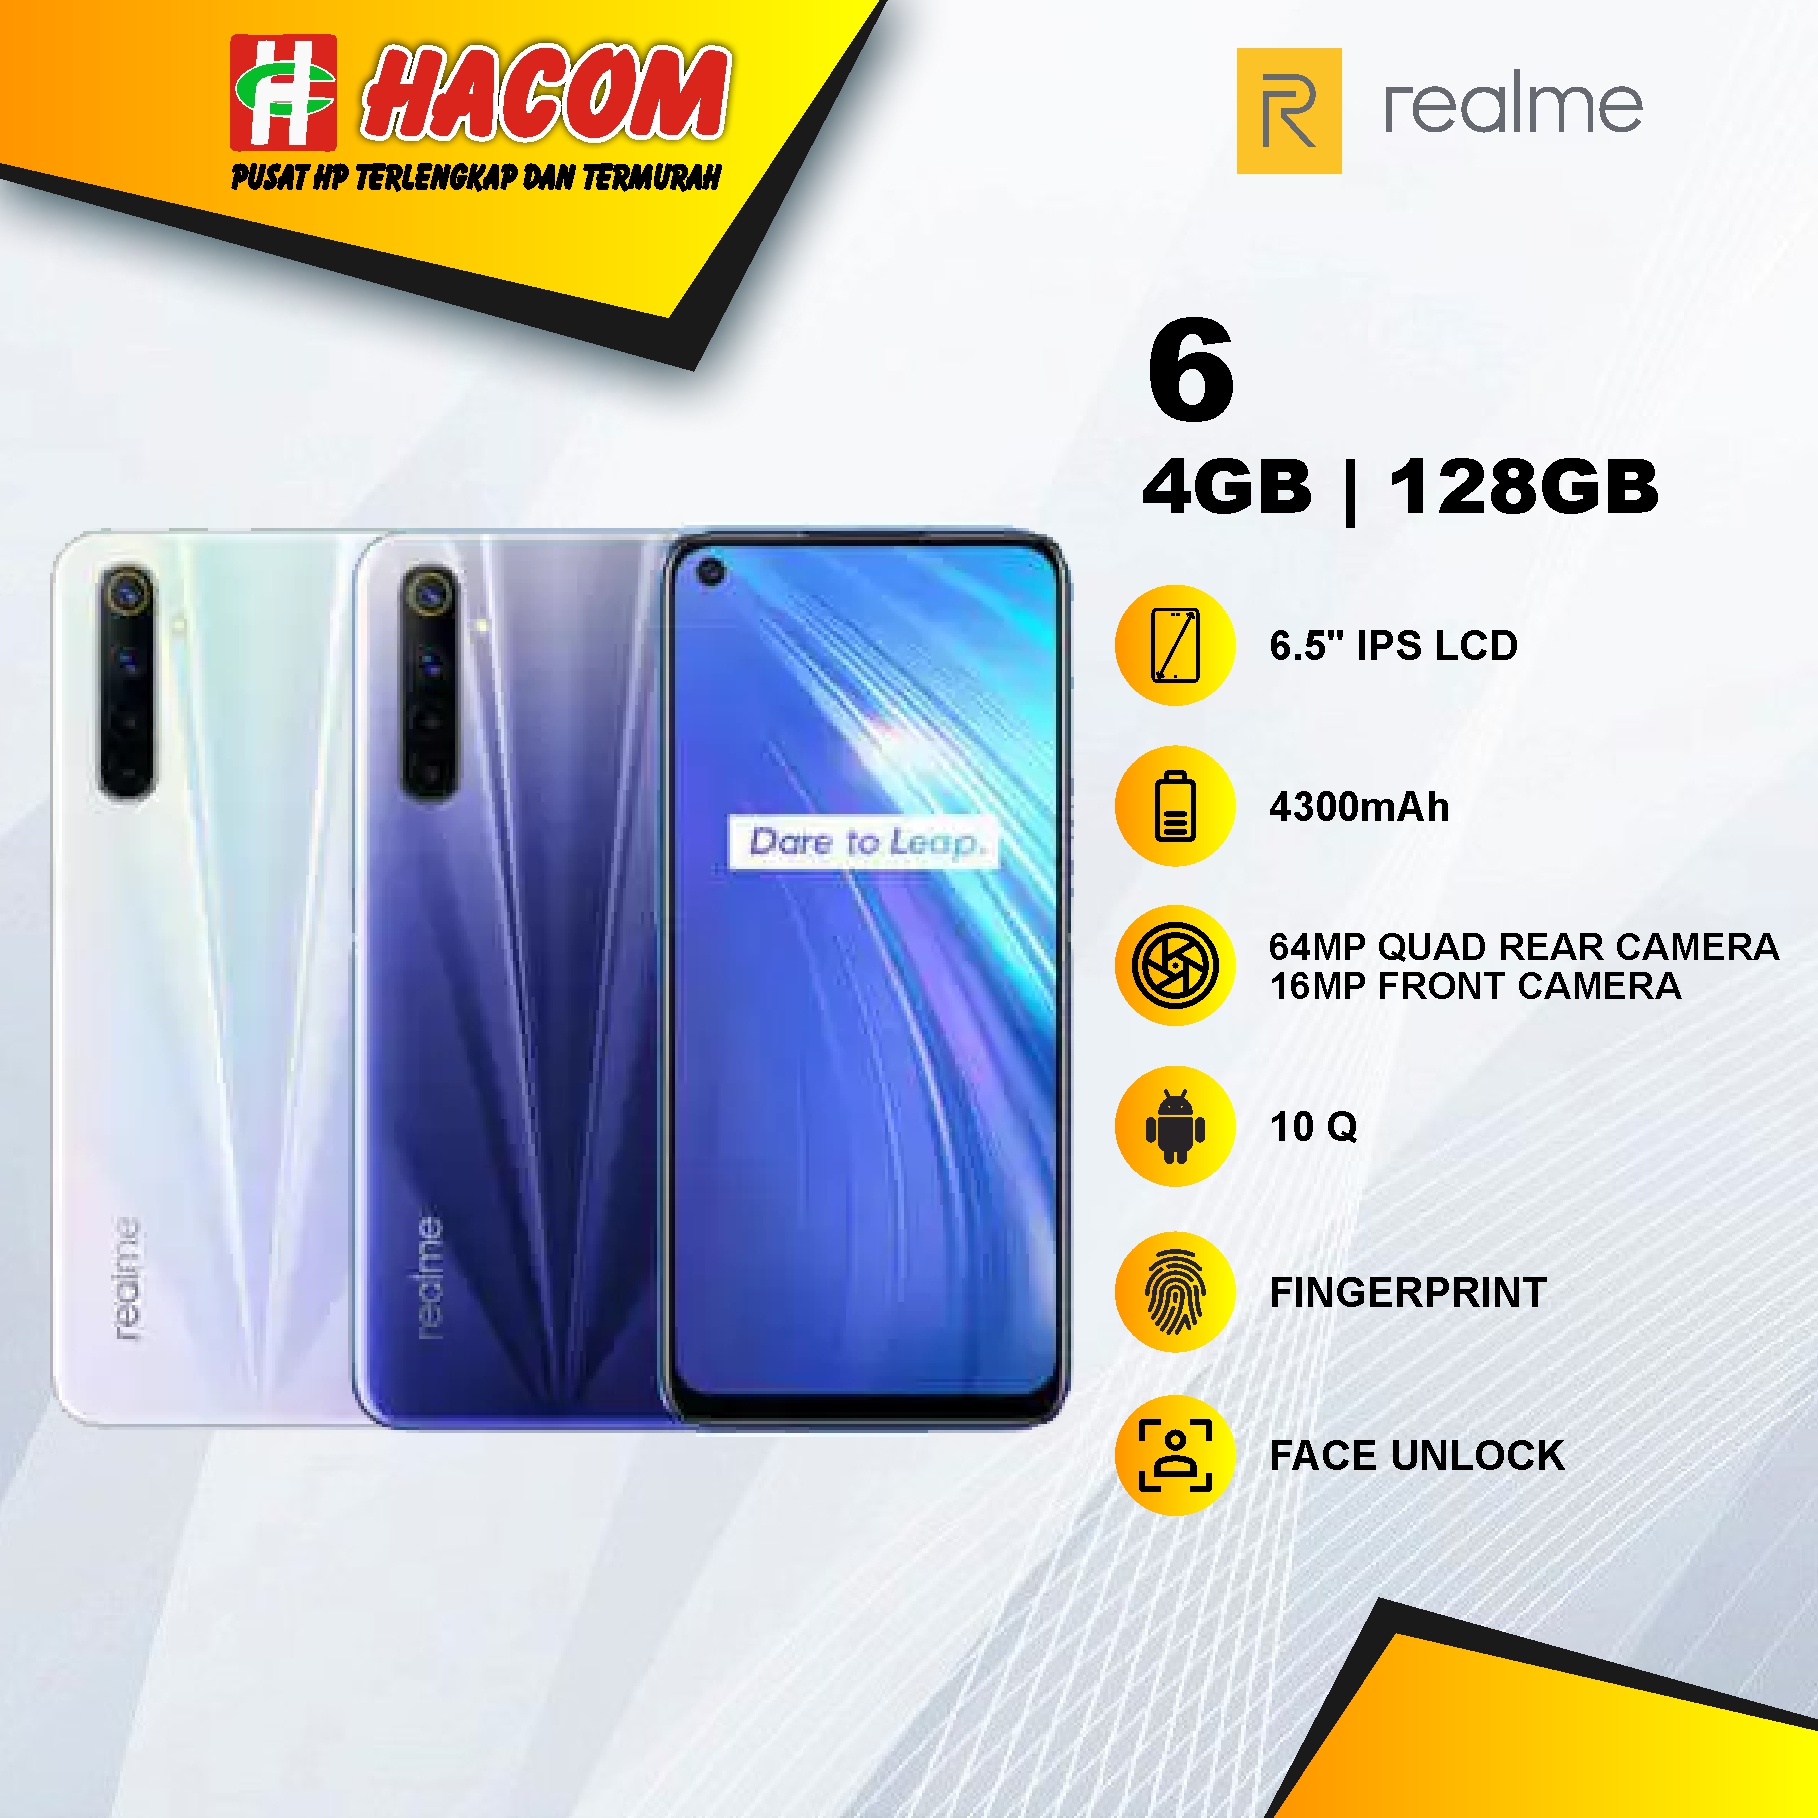 HACOM
PUSAT HP TERLENGKAP DAN TERMURAH
realme
6
4GB | 128GB
6.5" IPS LCD
4300mAh
64MP QUAD REAR CAMERA
16MP FRONT CAMERA
10 Q
FINGERPRINT
FACE UNLOCK
Dare to Leap.
realme
realme